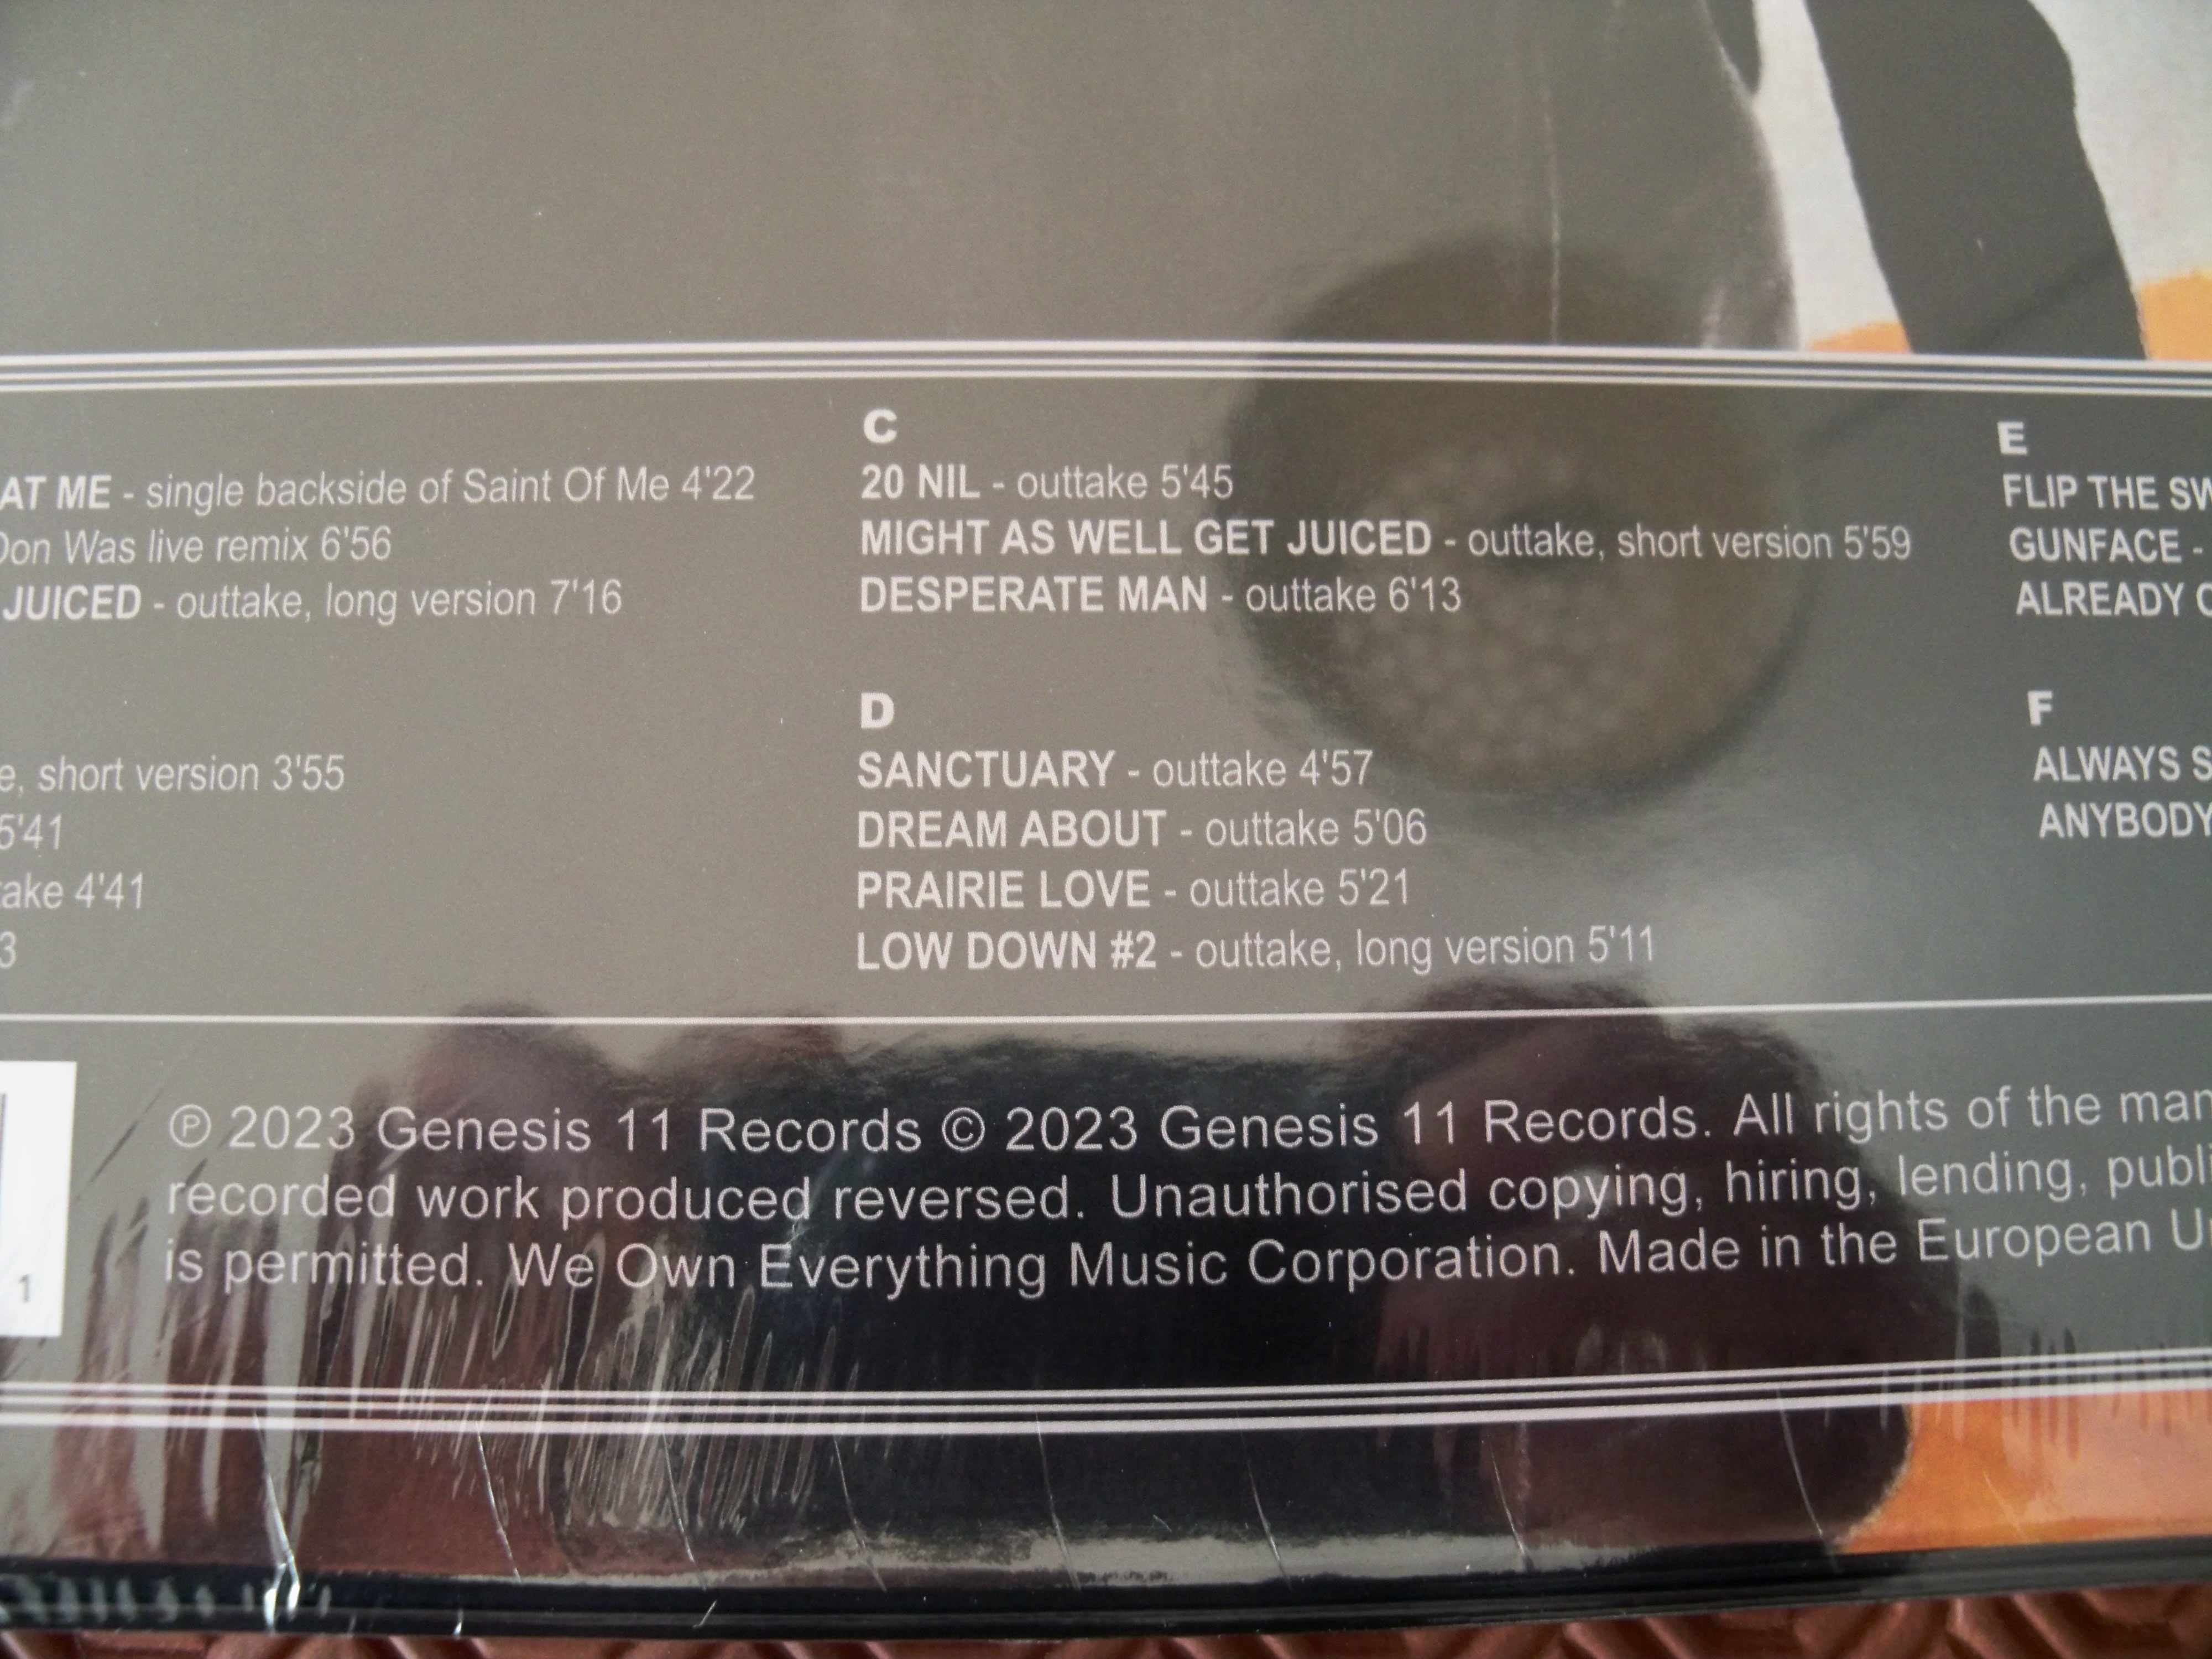 AT ME - single backside of Saint Of Me 4'22
Don Was live remix 6'56
JUICED - outtake, long version 7'16
short version 3'55
5'41
4'41
3
C
20 NIL - outtake 5'45
MIGHT AS WELL GET JUICED - outtake, short version 5'59
DESPERATE MAN - outtake 6'13
D
SANCTUARY - outtake 4'57
DREAM ABOUT - outtake 5'06
PRAIRIE LOVE - outtake 5'21
LOW DOWN #2 - outtake, long version 5'11
E
FLIP THE
GUNFACE -
ALREADY
F
ALWAYS
ANYBODY
1
℗ 2023 Genesis 11 Records © 2023 Genesis 11 Records. All rights of the
recorded work produced reversed. Unauthorised copying, hiring, lending,
is permitted. We Own Everything Music Corporation. Made in the European